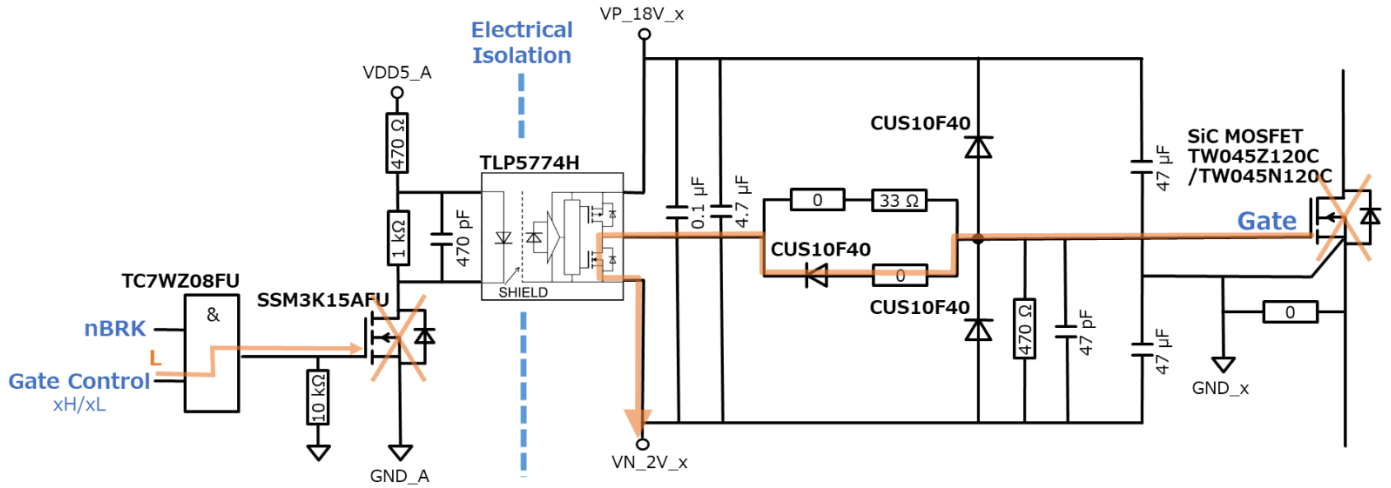 Electrical
Isolation
VP_18V_x
VDD5_A
470 Ω
1 kΩ
470 pF
TLP5774H
SHIELD
0.1 µF
4.7 µF
CUS10F40
0
33 Ω
CUS10F40
0
CUS10F40
470 Ω
47 pF
47 µF
47 µF
SiC MOSFET
TW045Z120C
/TW045N120C
Gate
0
GND_x
TC7WZ08FU
&
SSM3K15AFU
nBRK
L
Gate Control
xH/xL
10 kΩ
GND_A
VN_2V_x